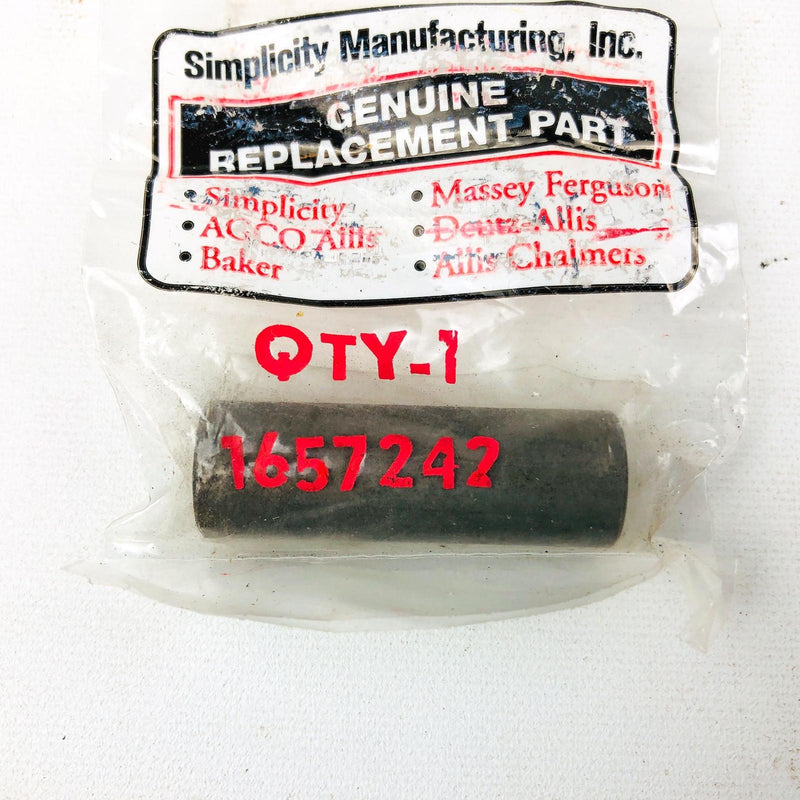 Simplicity Manufacturing, Inc.
GENUINE
REPLACEMENT PART
• Simplicity
• AGCO Allis
• Baker
• Massey Ferguson
• Deutz-Allis
• Allis Chalmers
QTY-1
1657242